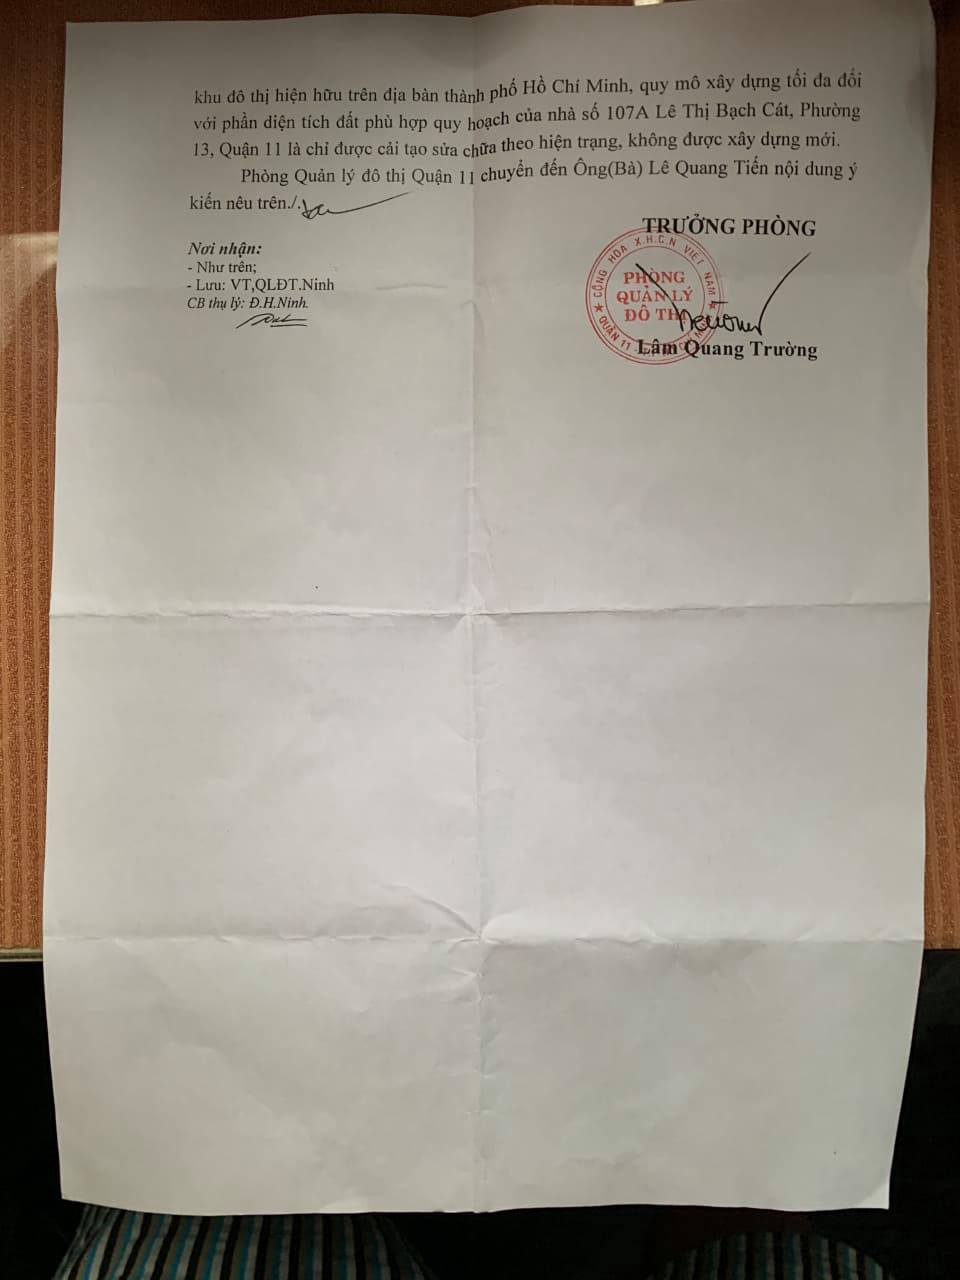 khu đô thị hiện hữu trên địa bàn thành phố Hồ Chí Minh, quy mô xây dựng tối đa đối
với phần diện tích đất phù hợp quy hoạch của nhà số 107A Lê Thị Bạch Cát, Phường
13, Quận 11 là chỉ được cải tạo sửa chữa theo hiện trạng, không được xây dựng mới.
Phòng Quản lý đô thị Quận 11 chuyển đến Ông(Bà) Lê Quang Tiến nội dung ý
kiến nêu trên./.
Nơi nhận:
- Như trên;
- Lưu: VT,QLĐT.Ninh
CB thụ lý: Đ.H.Ninh.
TRƯỞNG PHÒNG
CỘNG HÒA X.H.C.N VIỆT NAM
PHÒNG
QUẢN LÝ
ĐÔ THỊ
QUẬN 11
Lâm Quang Trường